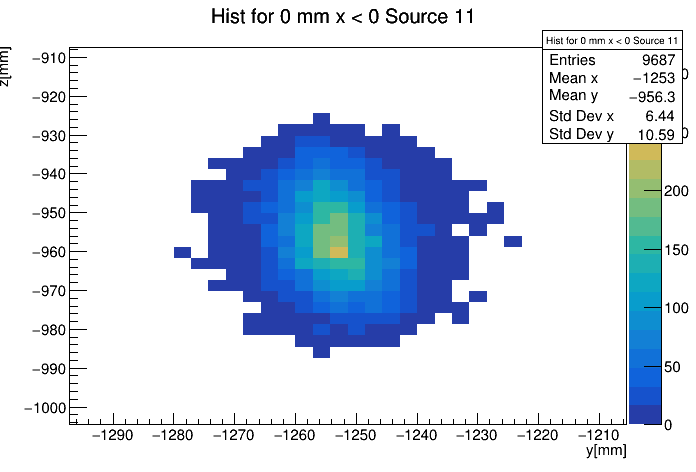 Hist for 0 mm x < 0 Source 11
Hist for 0 mm x < 0 Source 11
Entries 9687
Mean x −1253
Mean y −956.3
Std Dev x 6.44
Std Dev y 10.59
z[mm]
−910
−920
−930
−940
−950
−960
−970
−980
−990
−1000
−1290 −1280 −1270 −1260 −1250 −1240 −1230 −1220 −1210
y[mm]
0
0
200
150
100
50
0